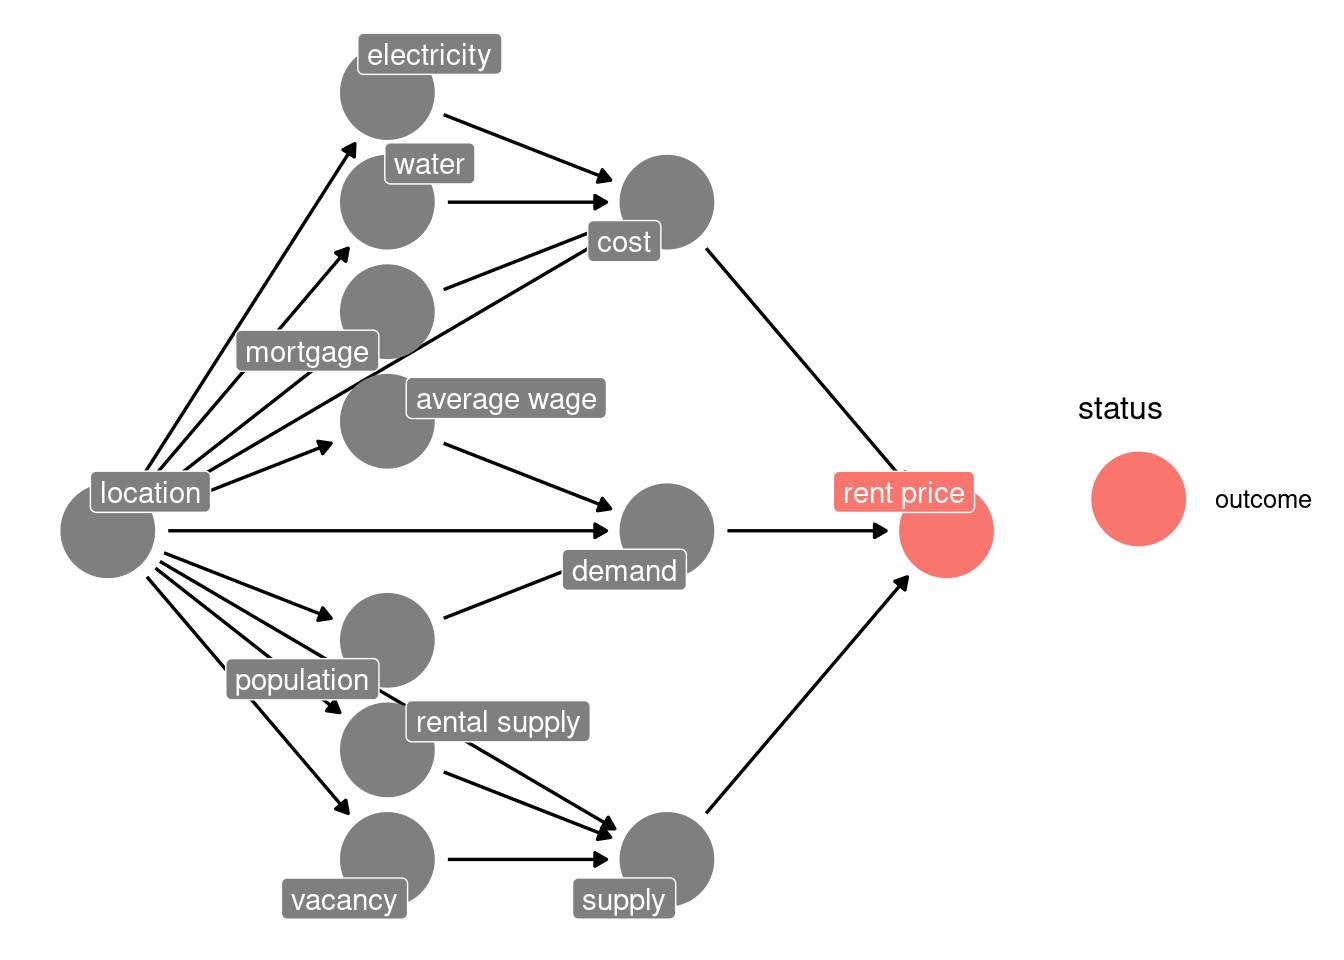 electricity
water
cost
mortgage
average wage
status
location
rent price
outcome
demand
population
rental supply
vacancy
supply